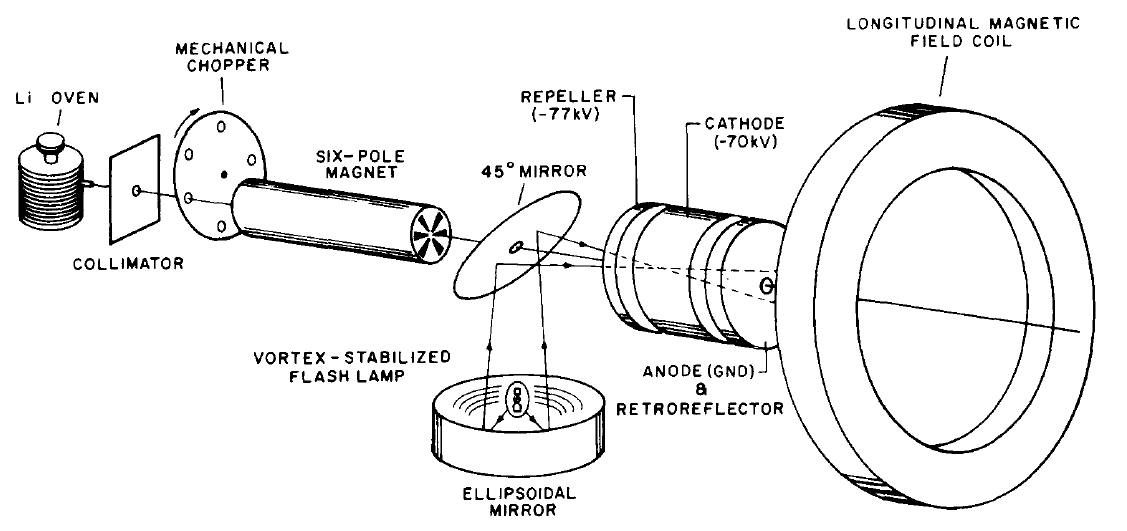 LONGITUDINAL MAGNETIC
FIELD COIL
MECHANICAL
CHOPPER
Li OVEN
REPELLER
(-77kV)
CATHODE
(-70kV)
SIX-POLE
MAGNET
45° MIRROR
COLLIMATOR
VORTEX-STABILIZED
FLASH LAMP
ANODE (GND)
&
RETROREFLECTOR
ELLIPSOIDAL
MIRROR